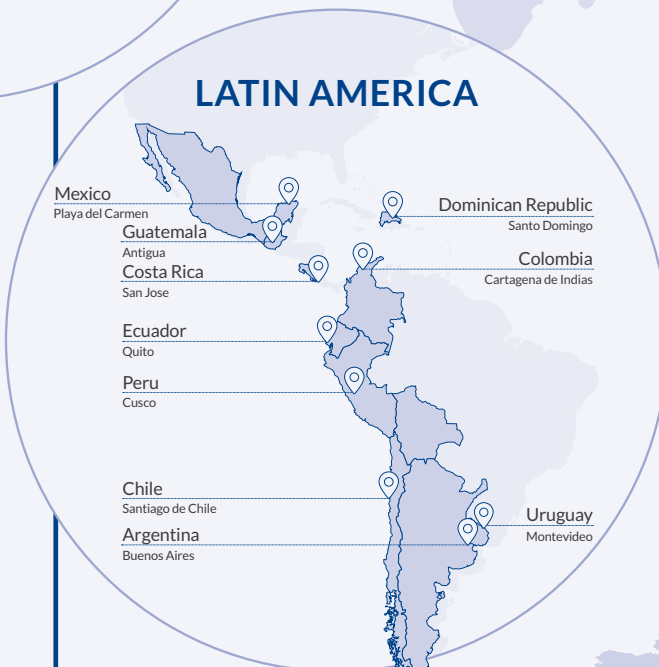 LATIN AMERICA
Mexico
Playa del Carmen
Guatemala
Antigua
Costa Rica
San Jose
Ecuador
Quito
Peru
Cusco
Chile
Santiago de Chile
Argentina
Buenos Aires
Dominican Republic
Santo Domingo
Colombia
Cartagena de Indias
Uruguay
Montevideo